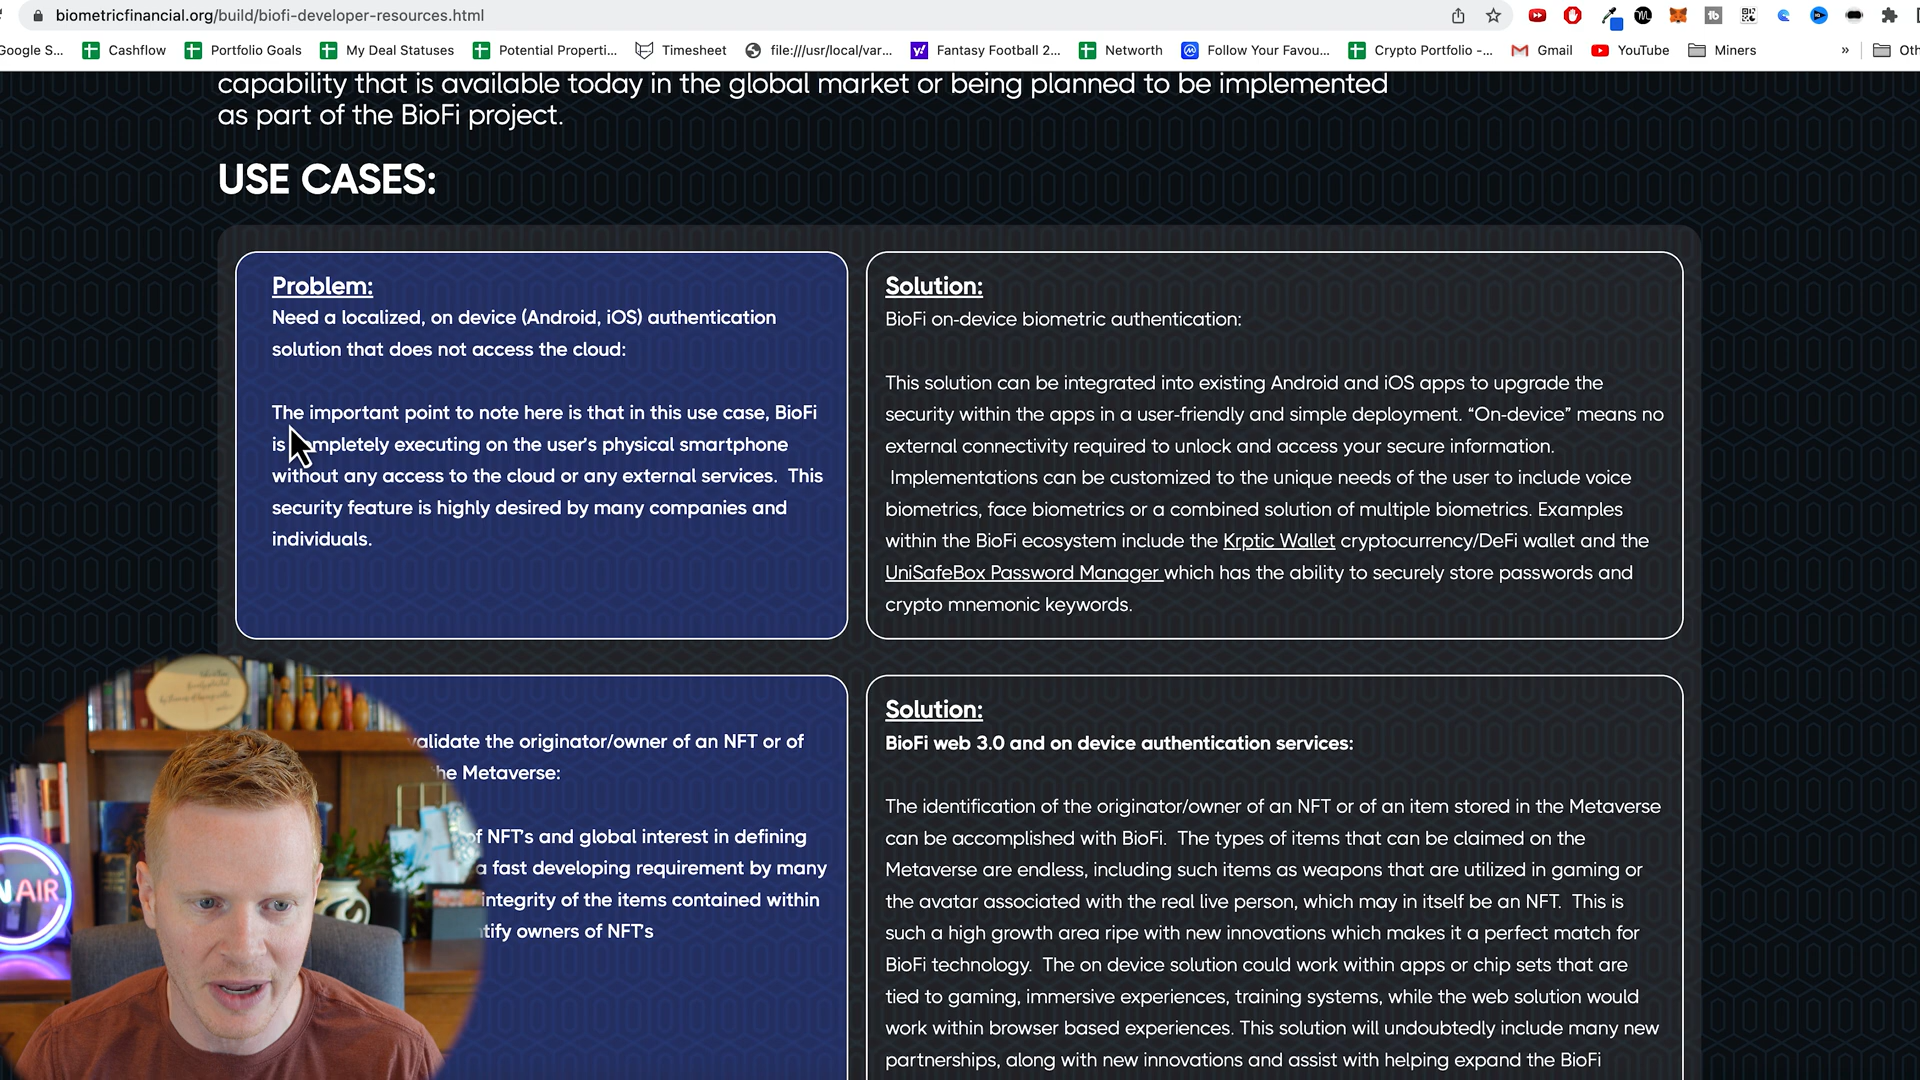 biometricfinancial.org/build/biofi-developer-resources.html
Google S... Cashflow Portfolio Goals My Deal Statuses Potential Properti... Timesheet file:///usr/local/var... Fantasy Football 2... Networth Follow Your Favou... Crypto Portfolio -... Gmail YouTube Miners » Oth
capability that is available today in the global market or being planned to be implemented
as part of the BioFi project.
USE CASES:
Problem:
Need a localized, on device (Android, iOS) authentication
solution that does not access the cloud:
The important point to note here is that in this use case, BioFi
is completely executing on the user's physical smartphone
without any access to the cloud or any external services. This
security feature is highly desired by many companies and
individuals.
Solution:
BioFi on-device biometric authentication:
This solution can be integrated into existing Android and iOS apps to upgrade the
security within the apps in a user-friendly and simple deployment. “On-device” means no
external connectivity required to unlock and access your secure information.
Implementations can be customized to the unique needs of the user to include voice
biometrics, face biometrics or a combined solution of multiple biometrics. Examples
within the BioFi ecosystem include the Krptic Wallet cryptocurrency/DeFi wallet and the
UniSafeBox Password Manager which has the ability to securely store passwords and
crypto mnemonic keywords.
validate the originator/owner of an NFT or of
he Metaverse:
of NFT's and global interest in defining
a fast developing requirement by many
integrity of the items contained within
ntify owners of NFT's
Solution:
BioFi web 3.0 and on device authentication services:
The identification of the originator/owner of an NFT or of an item stored in the Metaverse
can be accomplished with BioFi. The types of items that can be claimed on the
Metaverse are endless, including such items as weapons that are utilized in gaming or
the avatar associated with the real live person, which may in itself be an NFT. This is
such a high growth area ripe with new innovations which makes it a perfect match for
BioFi technology. The on device solution could work within apps or chip sets that are
tied to gaming, immersive experiences, training systems, while the web solution would
work within browser based experiences. This solution will undoubtedly include many new
partnerships, along with new innovations and assist with helping expand the BioFi
N AIR